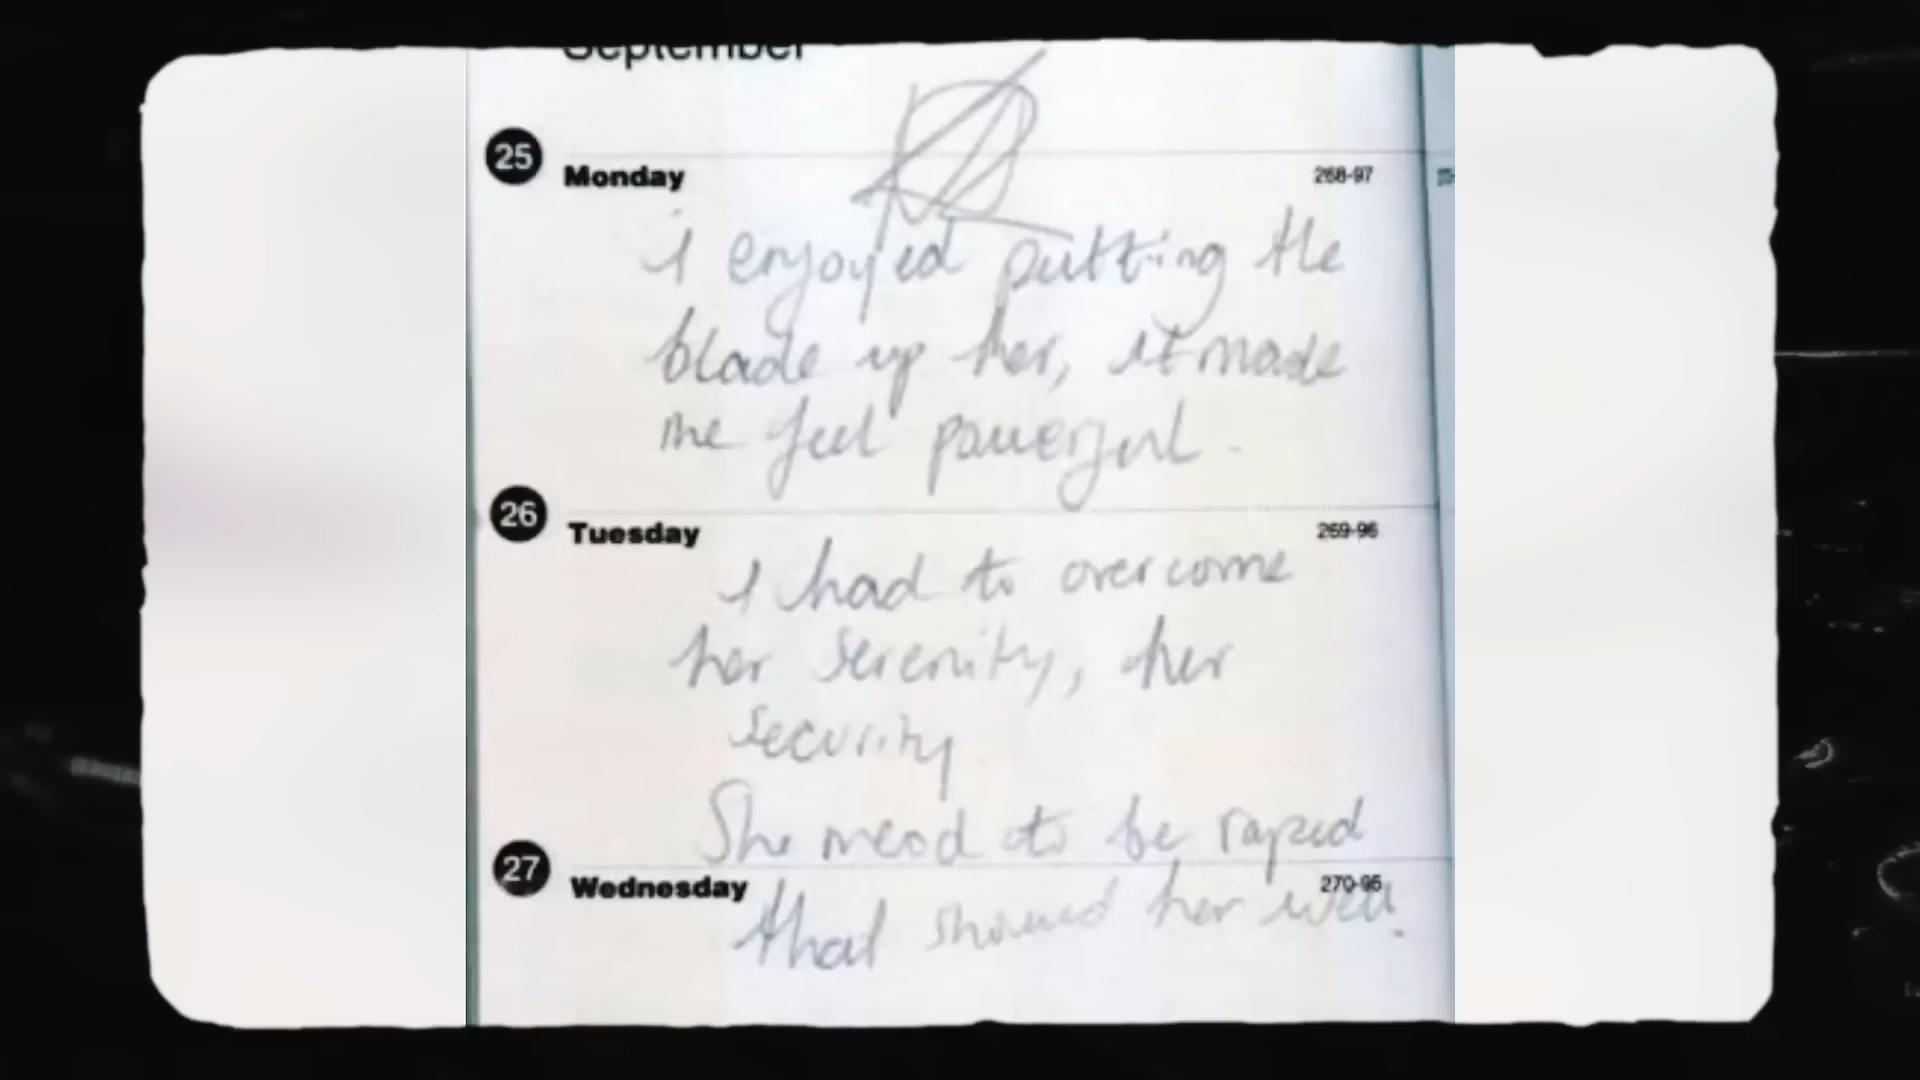 September
25 Monday 268-97
I enjoyed putting the
blade up her, it made
me feel powerful.
26 Tuesday 269-96
I had to overcome
her serenity, her
security
She need to be raped
27 Wednesday 270-95
that showed her well.